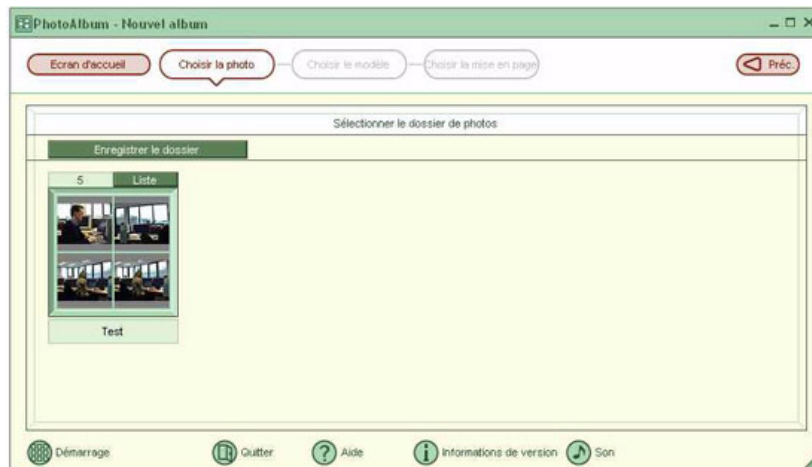 PhotoAlbum - Nouvel album
Ecran d'accueil
Choisir la photo
Choisir le modèle
Choisir la mise en page
Préc.
Sélectionner le dossier de photos
Enregistrer le dossier
5
Liste
Test
Démarrage
Quitter
Aide
Informations de version
Son